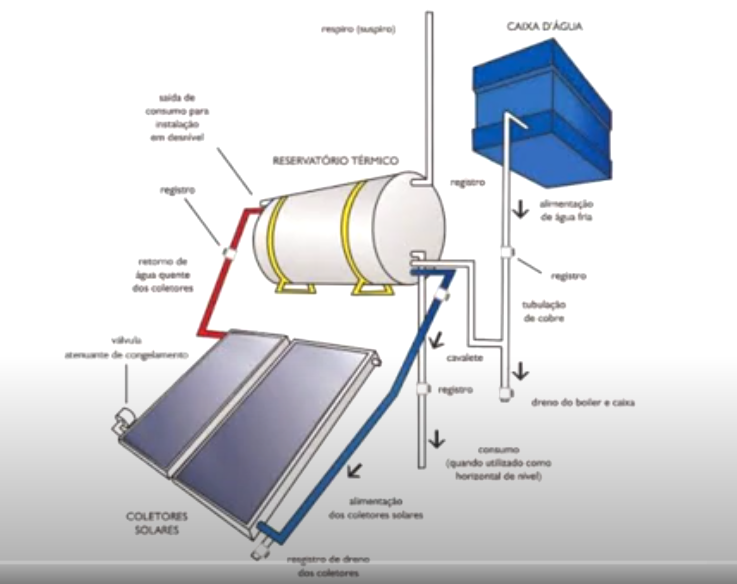 respiro (suspiro)
CAIXA D'ÁGUA
saída de
consumo para
instalação
em desnível
RESERVATÓRIO TÉRMICO
registro
registro
alimentação
de água fria
retorno de
água quente
dos coletores
registro
tubulação
de cobre
válvula
atenuante de congelamento
cavalete
registro
dreno do boiler e caixa
consumo
(quando utilizado como
horizontal de nível)
alimentação
dos coletores solares
COLETORES
SOLARES
resgistro de dreno
dos coletores